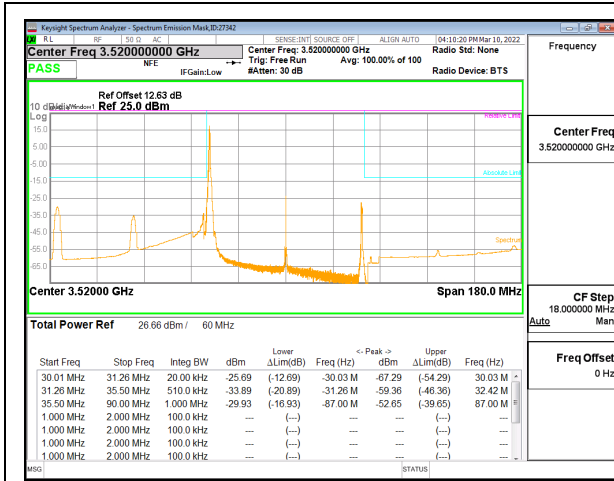 Keysight Spectrum Analyzer - Spectrum Emission Mask,ID:27342
RL RF 50 Ω AC SENSE:INT SOURCE OFF ALIGN AUTO 04:10:20 PM Mar 10, 2022
Center Freq 3.520000000 GHz Center Freq: 3.520000000 GHz Radio Std: None Frequency
PASS NFE Trig: Free Run Avg: 100.00% of 100
IFGain:Low #Atten: 30 dB Radio Device: BTS
Ref Offset 12.63 dB
10 dB/div Window1 Ref 25.0 dBm
Log Relative Limit
15.0
5.00
-5.00
-15.0 Absolute Limit
-25.0
-35.0
-45.0
-55.0 Spectrum
-65.0
Center 3.52000 GHz Span 180.0 MHz
Center Freq
3.520000000 GHz
CF Step
18.000000 MHz
Auto Man
Freq Offset
0 Hz
Total Power Ref 26.66 dBm / 60 MHz
Lower <- Peak -> Upper
Start Freq Stop Freq Integ BW dBm ΔLim(dB) Freq (Hz) dBm ΔLim(dB) Freq (Hz)
30.01 MHz 31.26 MHz 20.00 kHz -25.69 (-12.69) -30.03 M -67.29 (-54.29) 30.03 M
31.26 MHz 35.50 MHz 510.0 kHz -33.89 (-20.89) -31.26 M -59.36 (-46.36) 32.42 M
35.50 MHz 90.00 MHz 1.000 MHz -29.93 (-16.93) -87.00 M -52.65 (-39.65) 87.00 M
1.000 MHz 2.000 MHz 100.0 kHz --- (---) --- --- (---) ---
1.000 MHz 2.000 MHz 100.0 kHz --- (---) --- --- (---) ---
1.000 MHz 2.000 MHz 100.0 kHz --- (---) --- --- (---) ---
1.000 MHz 2.000 MHz 100.0 kHz --- (---) --- --- (---) ---
MSG STATUS